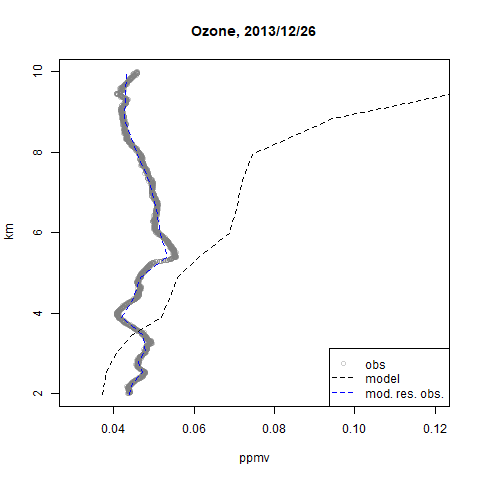 Ozone, 2013/12/26
10
8
6
4
2
km
0.04 0.06 0.08 0.10 0.12
ppmv
obs
model
mod. res. obs.